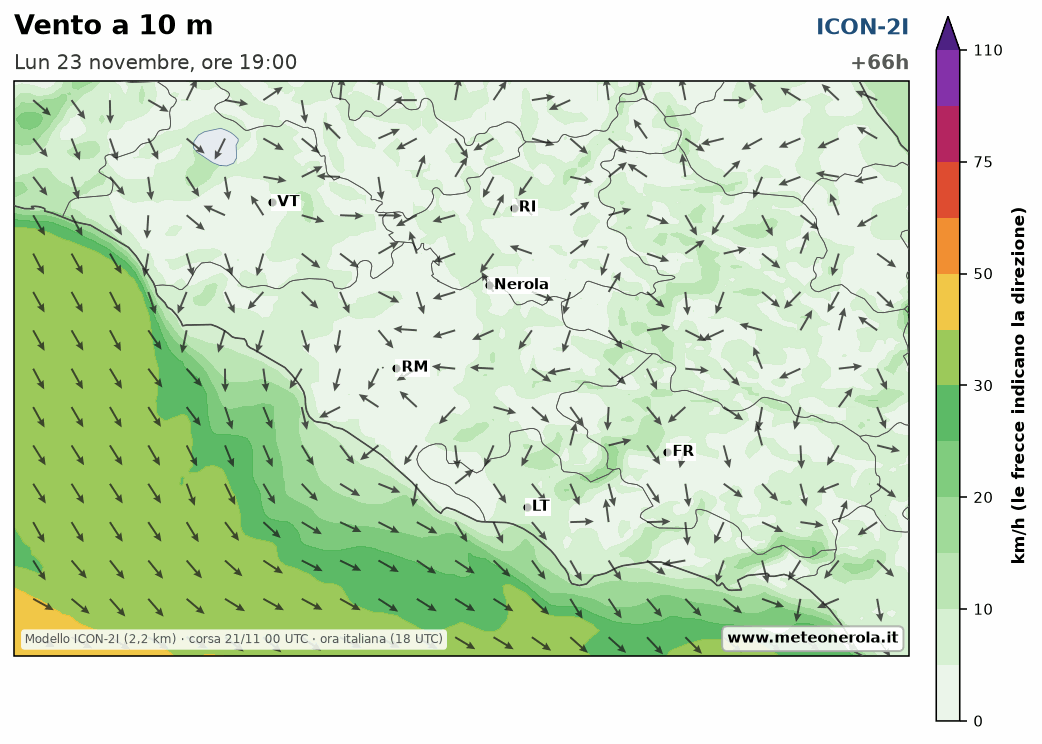 Vento a 10 m
ICON-2I
Lun 23 novembre, ore 19:00
+66h
110
75
50
30
20
10
0
km/h (le frecce indicano la direzione)
VT
RI
Nerola
RM
FR
LT
Modello ICON-2I (2,2 km) · corsa 21/11 00 UTC · ora italiana (18 UTC)
www.meteonerola.it